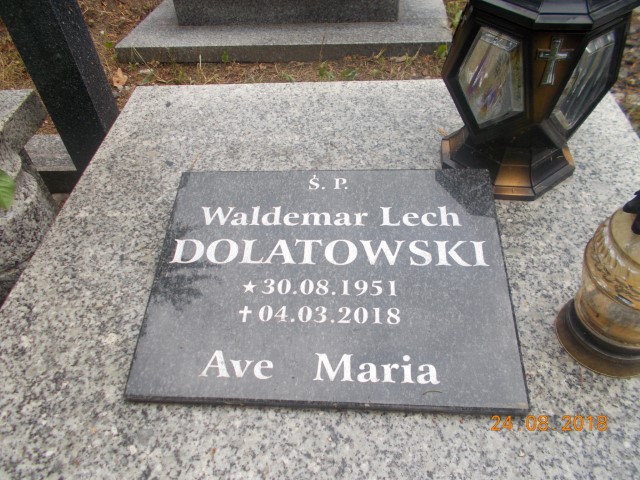 Ś. P.
Waldemar Lech
DOLATOWSKI
★ 30.08.1951
✝ 04.03.2018
Ave Maria
24.08.2018